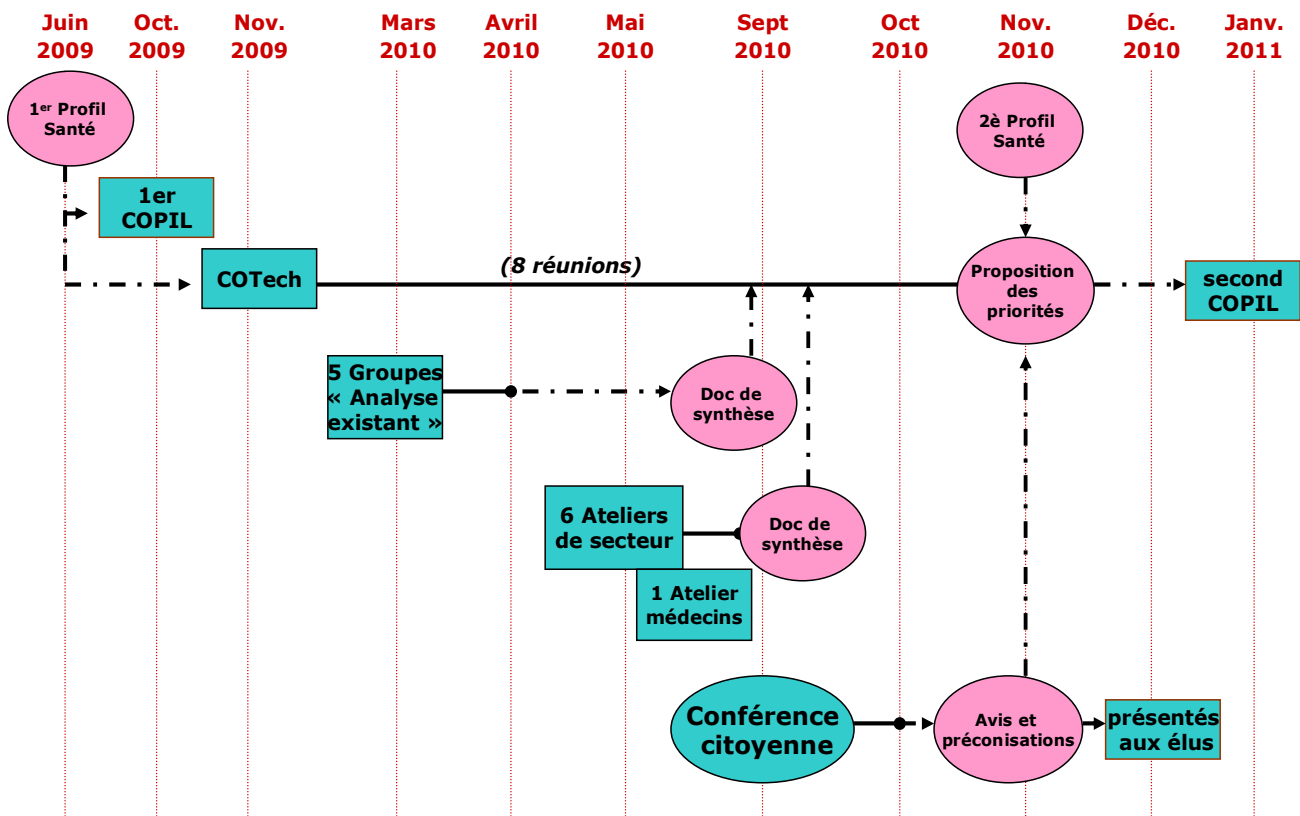 Juin Oct. Nov. Mars Avril Mai Sept Oct Nov. Déc. Janv.
2009 2009 2009 2010 2010 2010 2010 2010 2010 2010 2011
1er Profil
Santé
2è Profil
Santé
1er
COPIL
COTech
(8 réunions)
Proposition
des
priorités
second
COPIL
5 Groupes
« Analyse
existant »
Doc de
synthèse
6 Ateliers
de secteur
Doc de
synthèse
1 Atelier
médecins
Conférence
citoyenne
Avis et
préconisations
présentés
aux élus